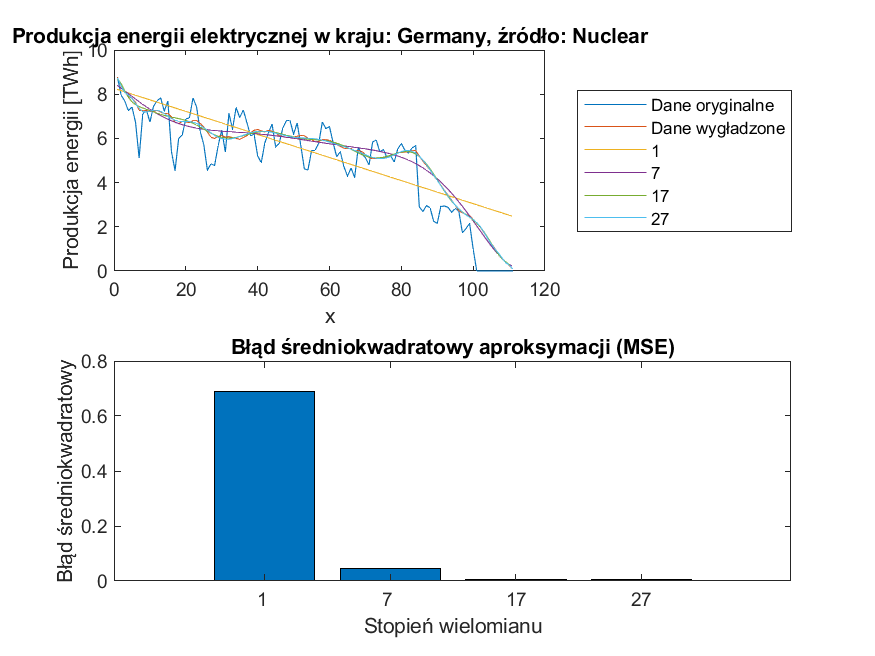 Produkcja energii elektrycznej w kraju: Germany, źródło: Nuclear
Produkcja energii [TWh]
10
8
6
4
2
0
0 20 40 60 80 100 120
x
Dane oryginalne
Dane wygładzone
1
7
17
27
Błąd średniokwadratowy aproksymacji (MSE)
Błąd średniokwadratowy
0.8
0.6
0.4
0.2
0
1 7 17 27
Stopień wielomianu